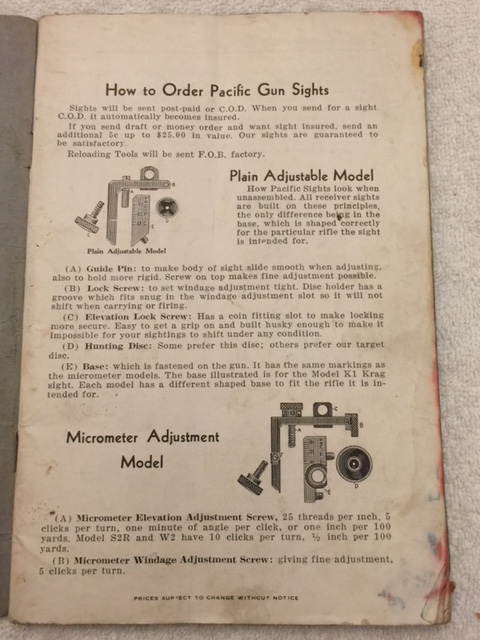 How to Order Pacific Gun Sights
Sights will be sent post-paid or C.O.D. When you send for a sight
C.O.D. it automatically becomes insured.
If you send draft or money order and want sight insured, send an
additional 5c up to $25.00 in value. Our sights are guaranteed to
be satisfactory.
Reloading Tools will be sent F.O.B. factory.
Plain Adjustable Model
How Pacific Sights look when
unassembled. All receiver sights
are built on these principles,
the only difference being in the
base, which is shaped correctly
for the particular rifle the sight
is intended for.
Plain Adjustable Model
(A) Guide Pin: to make body of sight slide smooth when adjusting,
also to hold more rigid. Screw on top makes fine adjustment possible.
(B) Lock Screw: to set windage adjustment tight. Disc holder has a
groove which fits snug in the windage adjustment slot so it will not
shift when carrying or firing.
(C) Elevation Lock Screw: Has a coin fitting slot to make locking
more secure. Easy to get a grip on and built husky enough to make it
impossible for your sightings to shift under any condition.
(D) Hunting Disc: Some prefer this disc; others prefer our target
disc.
(E) Base: which is fastened on the gun. It has the same markings as
the micrometer models. The base illustrated is for the Model K1 Krag
sight. Each model has a different shaped base to fit the rifle it is in-
tended for.
Micrometer Adjustment
Model
(A) Micrometer Elevation Adjustment Screw, 25 threads per inch, 5
clicks per turn, one minute of angle per click, or one inch per 100
yards. Model S2R and W2 have 10 clicks per turn, ½ inch per 100
yards.
(B) Micrometer Windage Adjustment Screw: giving fine adjustment,
5 clicks per turn.
PRICES SUBJECT TO CHANGE WITHOUT NOTICE